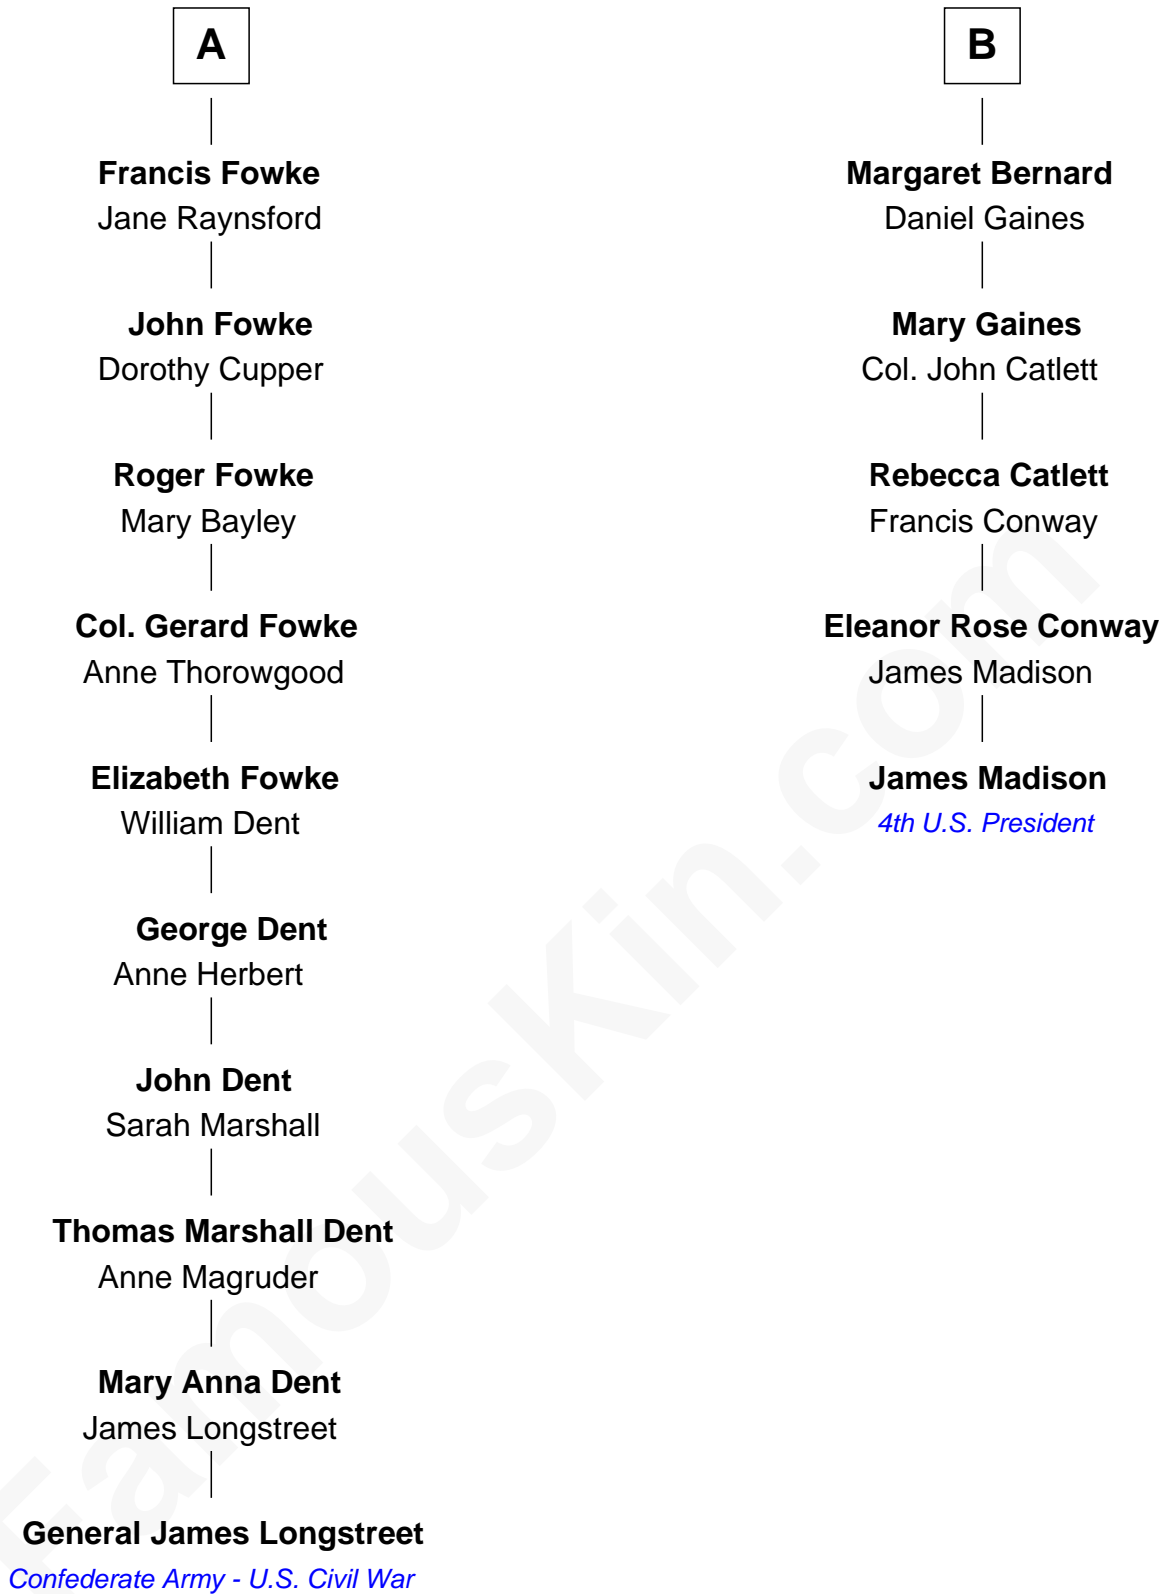 A
Francis Fowke
Jane Raynsford
John Fowke
Dorothy Cupper
Roger Fowke
Mary Bayley
Col. Gerard Fowke
Anne Thorowgood
Elizabeth Fowke
William Dent
George Dent
Anne Herbert
John Dent
Sarah Marshall
Thomas Marshall Dent
Anne Magruder
Mary Anna Dent
James Longstreet
General James Longstreet
Confederate Army - U.S. Civil War
B
Margaret Bernard
Daniel Gaines
Mary Gaines
Col. John Catlett
Rebecca Catlett
Francis Conway
Eleanor Rose Conway
James Madison
James Madison
4th U.S. President
FamousKin.com